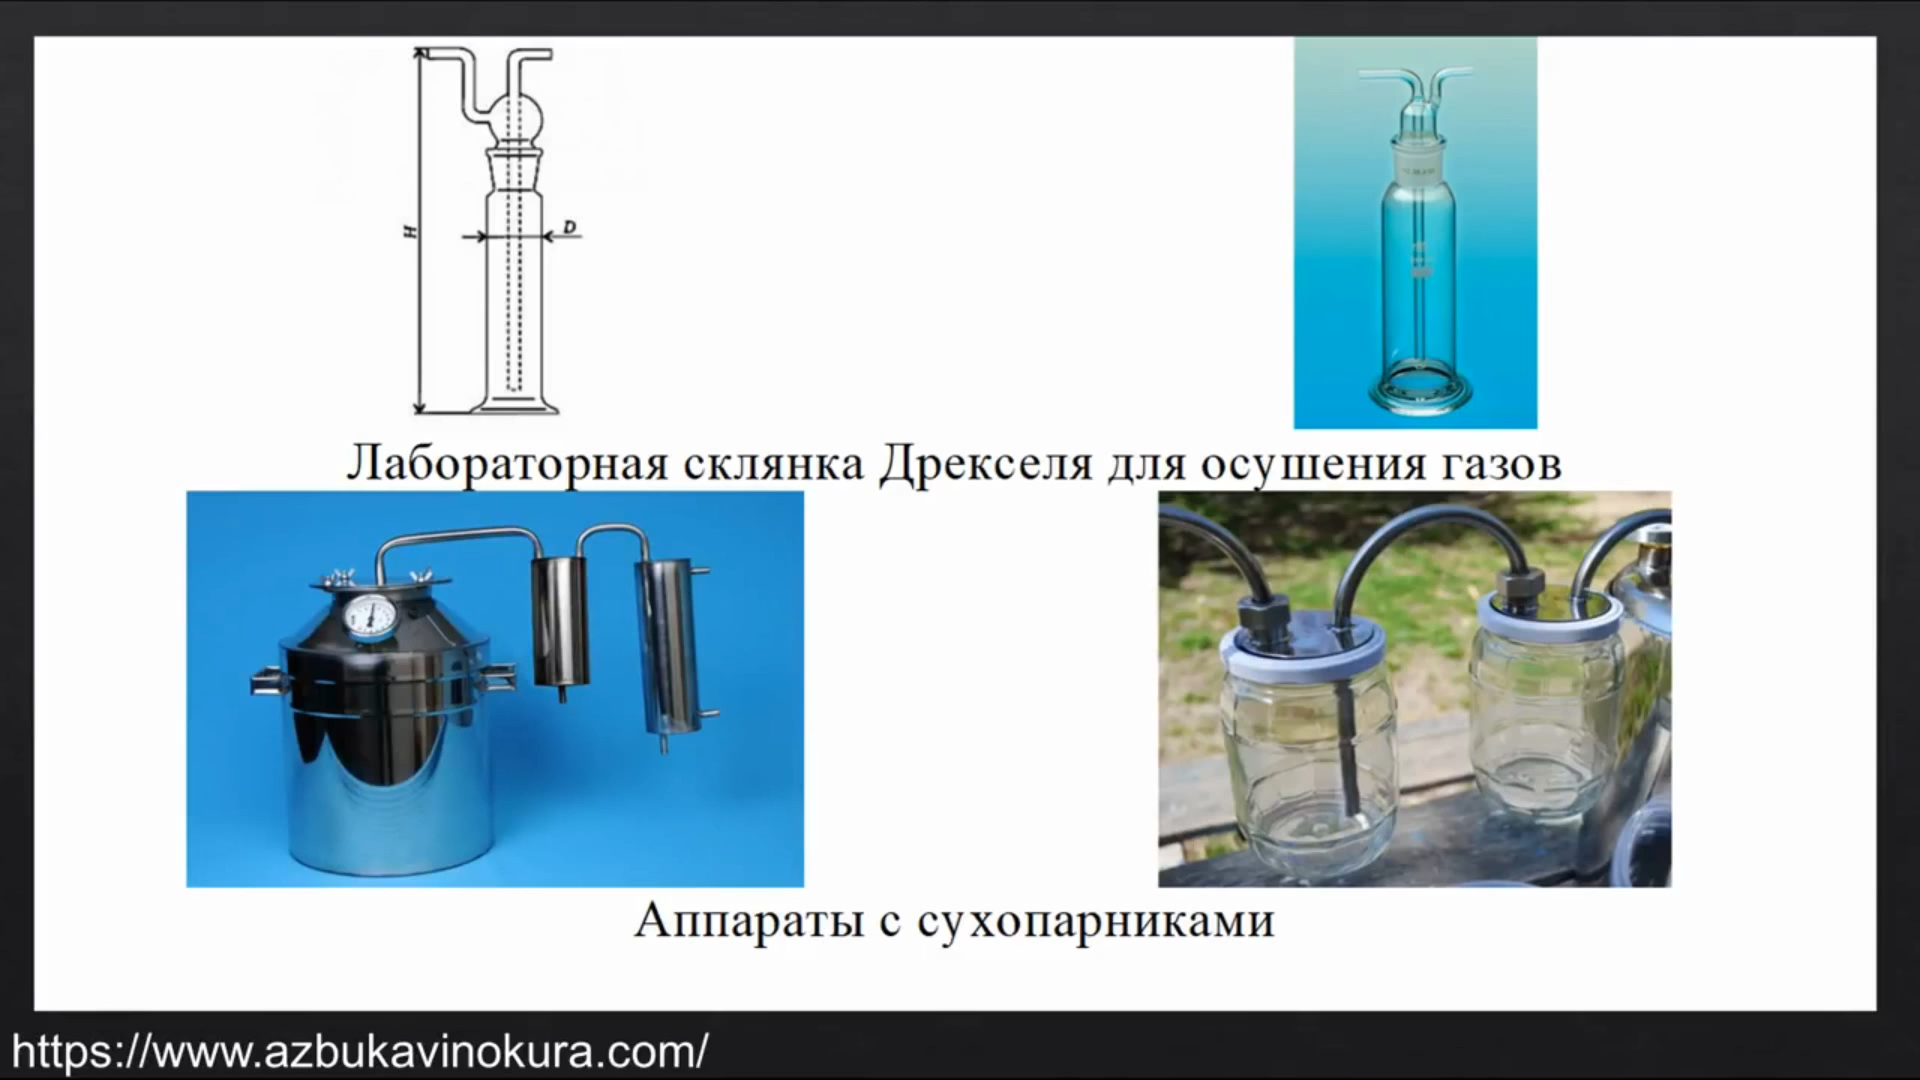 H
D
Лабораторная склянка Дрекселя для осушения газов
Аппараты с сухопарниками
https://www.azbukavinokura.com/